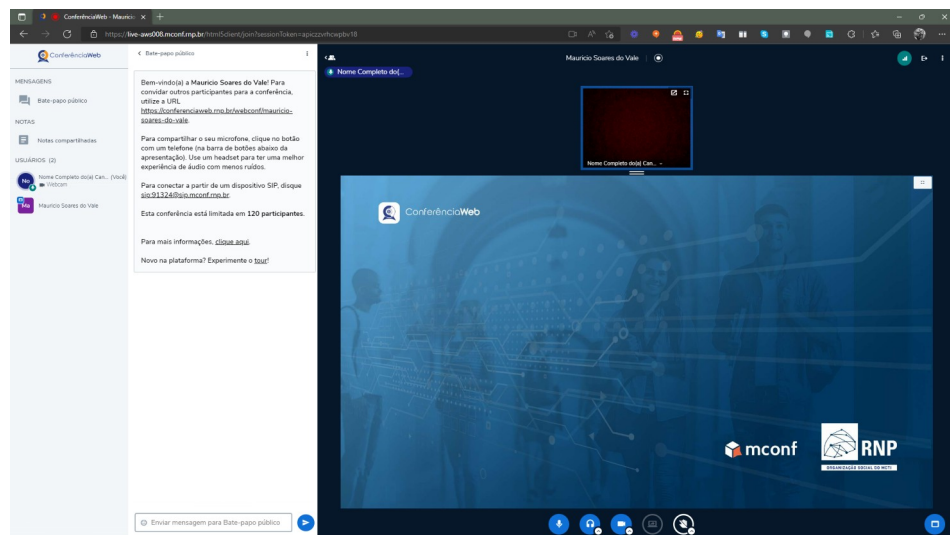 ConferênciaWeb - Mauricio
https://live-aws008.mconf.rnp.br/html5client/join?sessionToken=apiczzvrhcwpbv18
ConferênciaWeb
MENSAGENS
Bate-papo público
NOTAS
Notas compartilhadas
USUÁRIOS (2)
No
Nome Completo do(a) Can... (Você)
Webcam
Ma
Mauricio Soares do Vale
Bate-papo público
Bem-vindo(a) a Mauricio Soares do Vale! Para
convidar outros participantes para a conferência,
utilize a URL
https://conferenciaweb.rnp.br/webconf/mauricio-
soares-do-vale.
Para compartilhar o seu microfone, clique no botão
com um telefone (na barra de botões abaixo da
apresentação). Use um headset para ter uma melhor
experiência de áudio com menos ruídos.
Para conectar a partir de um dispositivo SIP, disque
sip:91324@sip.mconf.rnp.br.
Esta conferência está limitada em 120 participantes.
Para mais informações, clique aqui.
Novo na plataforma? Experimente o tour!
Enviar mensagem para Bate-papo público
Mauricio Soares do Vale
Nome Completo do(...
Nome Completo do(a) Can...
ConferênciaWeb
mconf
RNP
ORGANIZAÇÃO SOCIAL DO MCTI